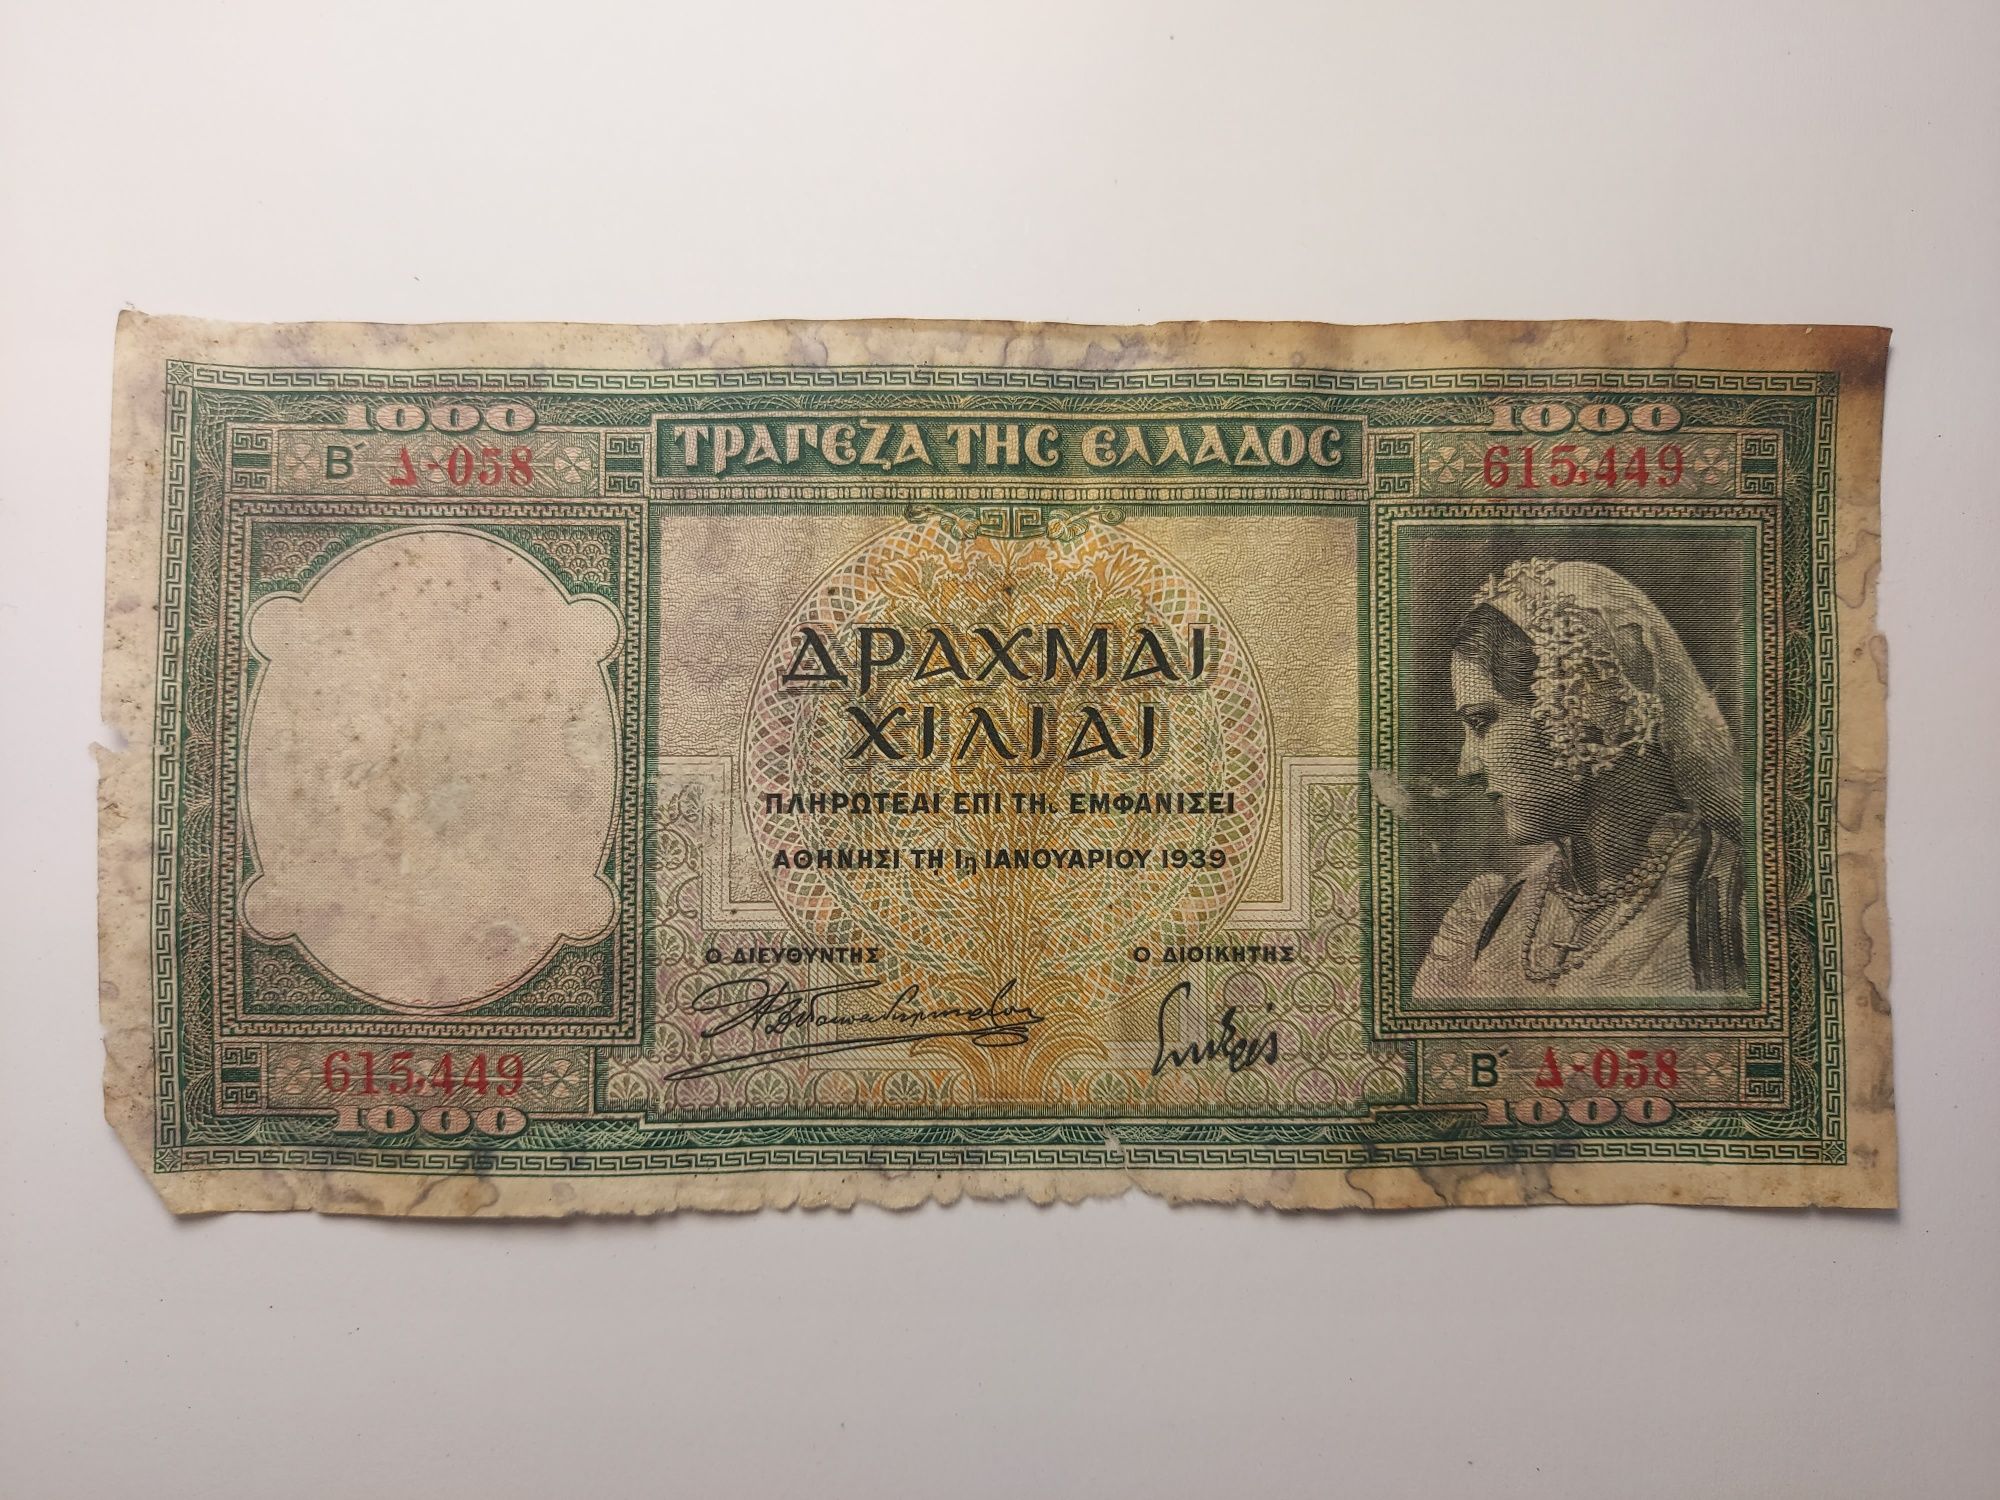 1000
1000
Β΄ Δ-058
ΤΡΑΠΕΖΑ ΤΗΣ ΕΛΛΑΔΟΣ
615,449
ΔΡΑΧΜΑΙ
ΧΙΛΙΑΙ
ΠΛΗΡΩΤΕΑΙ ΕΠΙ ΤΗι ΕΜΦΑΝΙΣΕΙ
ΑΘΗΝΗΣΙ ΤΗ 1η ΙΑΝΟΥΑΡΙΟΥ 1939
Ο ΔΙΕΥΘΥΝΤΗΣ
Ο ΔΙΟΙΚΗΤΗΣ
615,449
Β΄ Δ-058
1000
1000